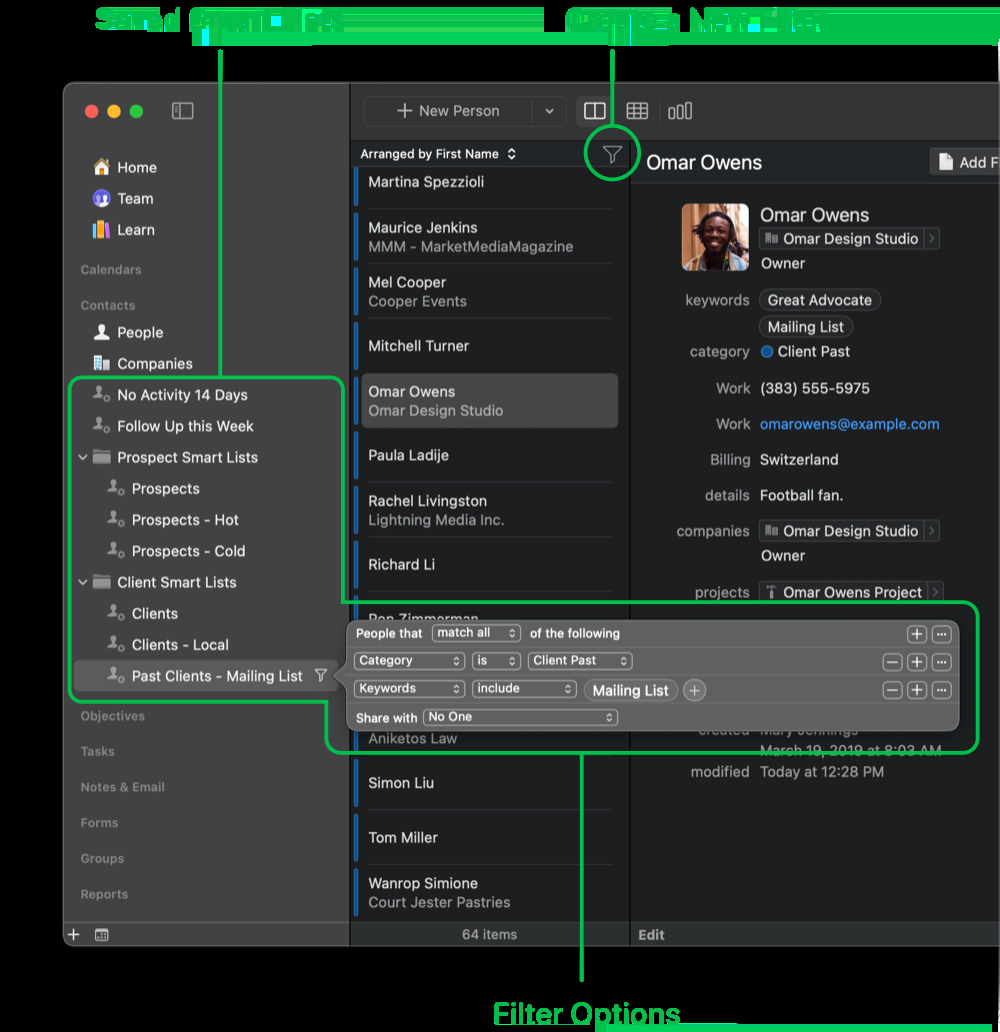 New Person
Home
Team
Learn
Calendars
Contacts
People
Companies
No Activity 14 Days
Follow Up this Week
Prospect Smart Lists
Prospects
Prospects - Hot
Prospects - Cold
Client Smart Lists
Clients
Clients - Local
Past Clients - Mailing List
Objectives
Tasks
Notes & Email
Forms
Groups
Reports
Arranged by First Name
Martina Spezzioli
Maurice Jenkins
MMM - MarketMediaMagazine
Mel Cooper
Cooper Events
Mitchell Turner
Omar Owens
Omar Design Studio
Paula Ladije
Rachel Livingston
Lightning Media Inc.
Richard Li
Ron Zimmerman
Aniketos Law
Simon Liu
Tom Miller
Wanrop Simione
Court Jester Pastries
64 items
Omar Owens
Add F
Omar Owens
Omar Design Studio
Owner
keywords Great Advocate
Mailing List
category Client Past
Work (383) 555-5975
Work omarowens@example.com
Billing Switzerland
details Football fan.
companies Omar Design Studio
Owner
projects Omar Owens Project
People that match all of the following
Category is Client Past
Keywords include Mailing List
Share with No One
created Mary Jennings
March 19, 2019 at 8:03 AM
modified Today at 12:28 PM
Edit
Filter Options